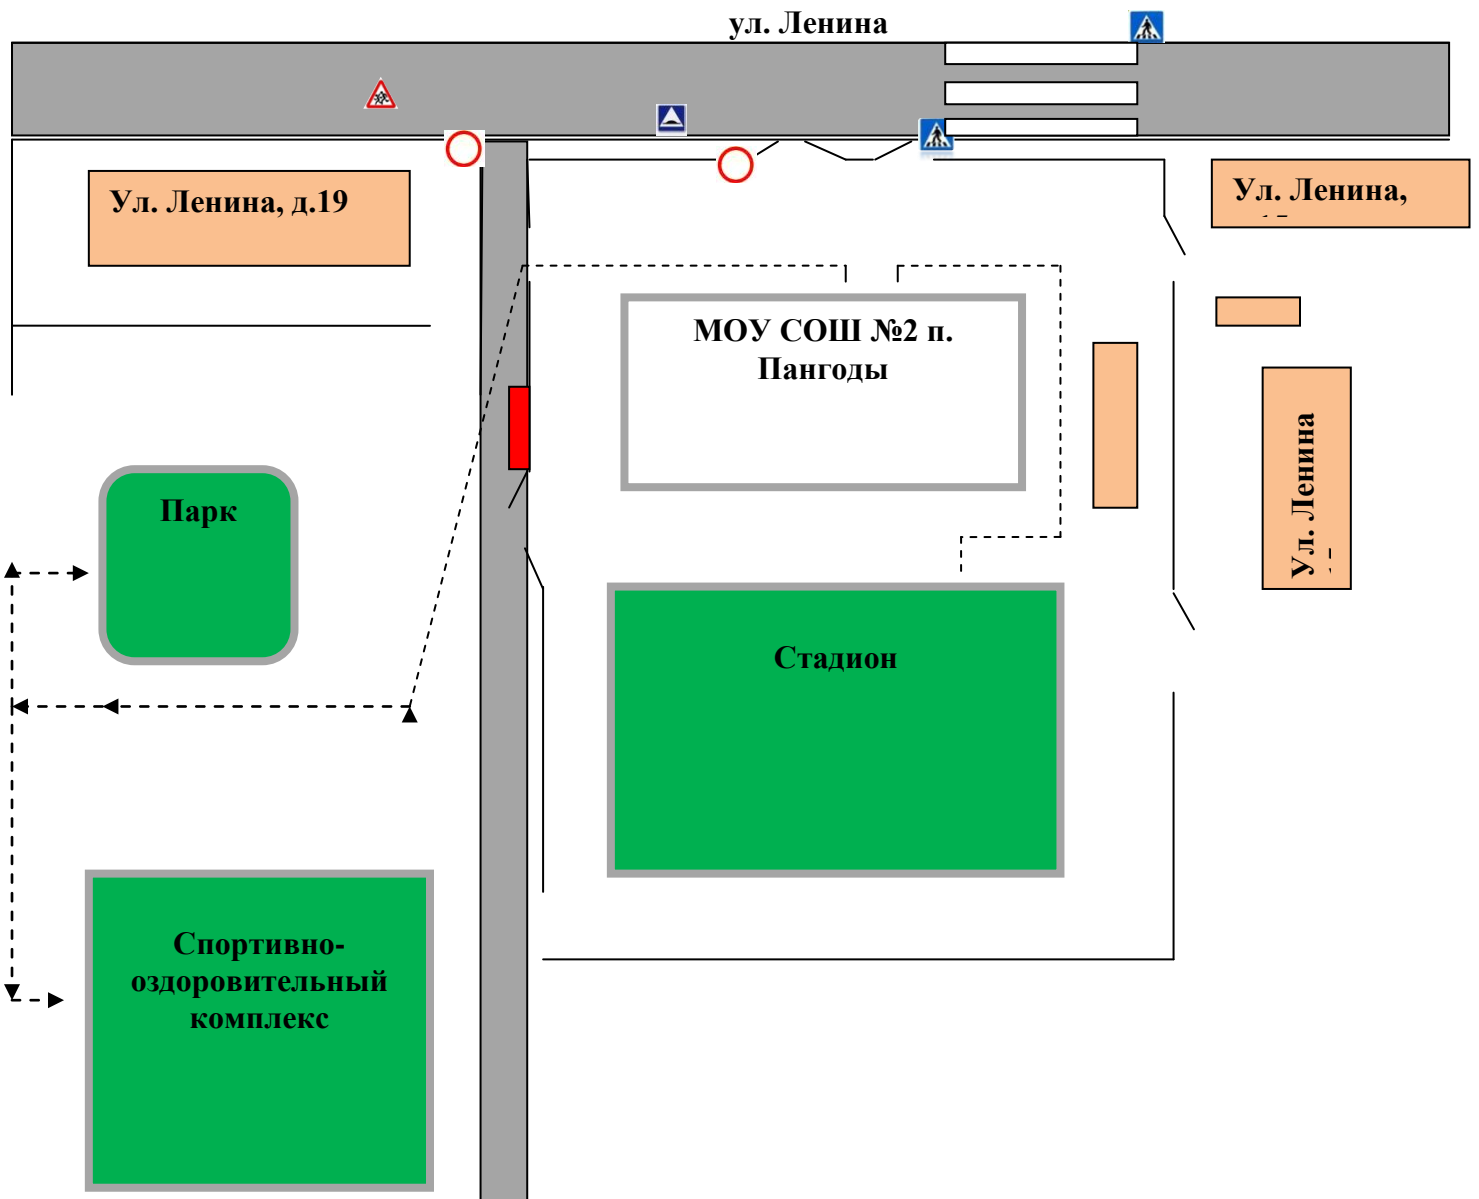 ул. Ленина
Ул. Ленина, д.19
Ул. Ленина,
МОУ СОШ №2 п.
Пангоды
Ул. Ленина
Парк
Стадион
Спортивно-
оздоровительный
комплекс